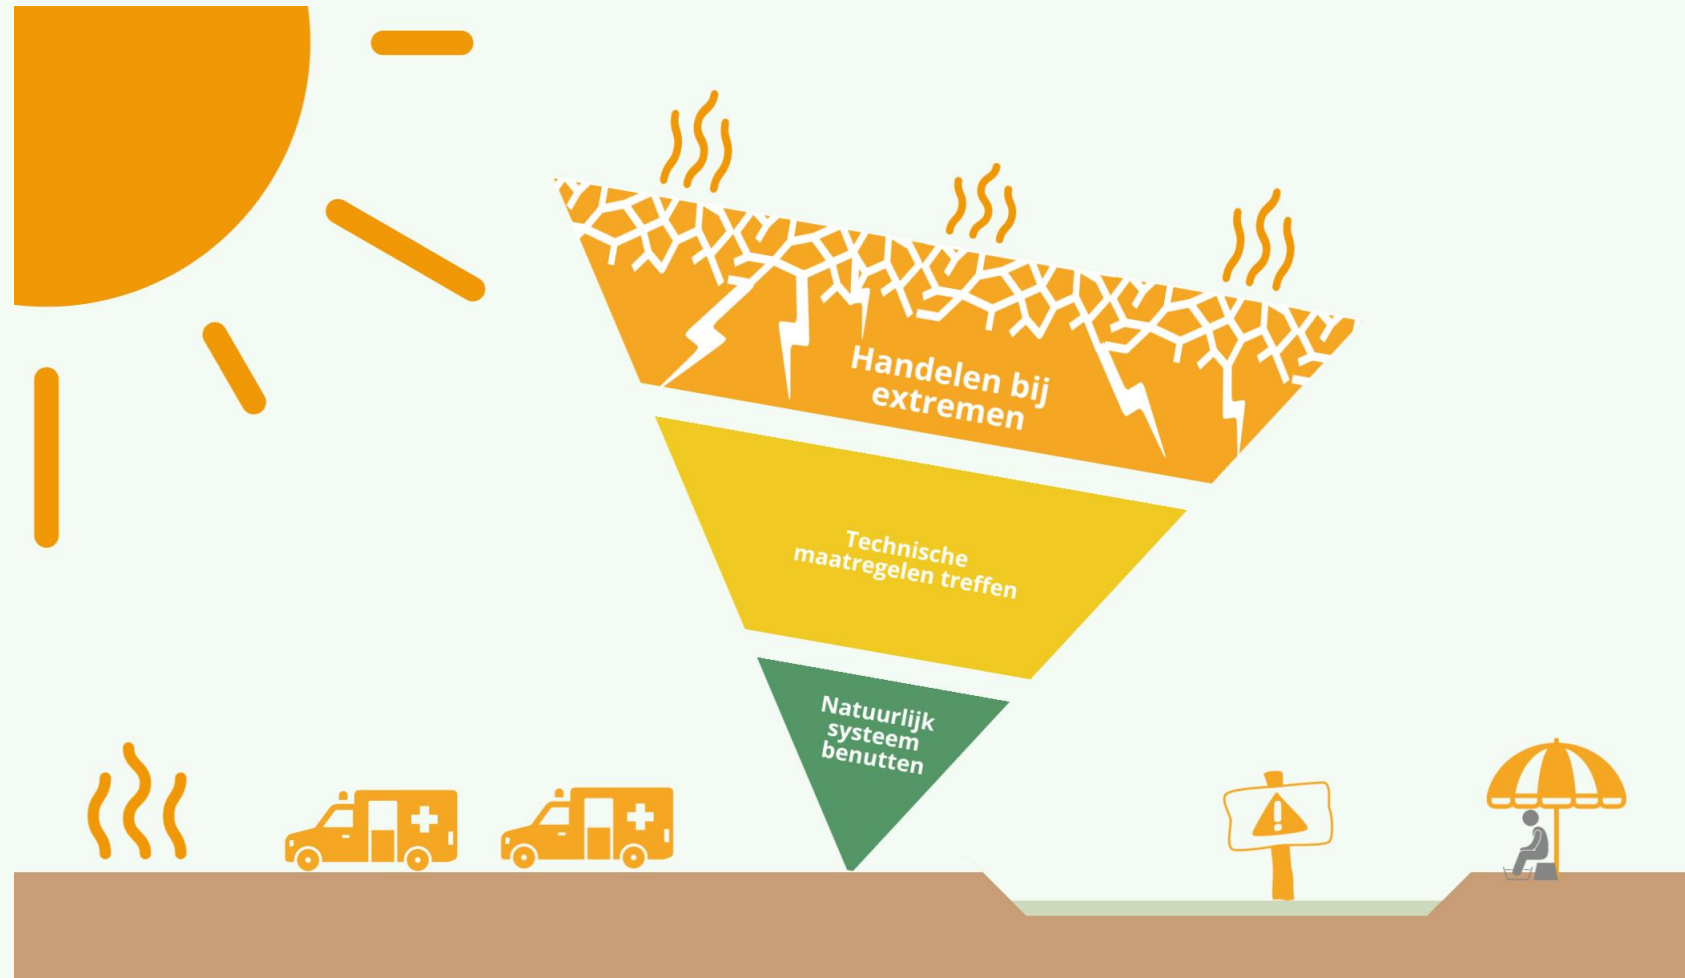 Handelen bij
extremen
Technische
maatregelen treffen
Natuurlijk
systeem
benutten
!